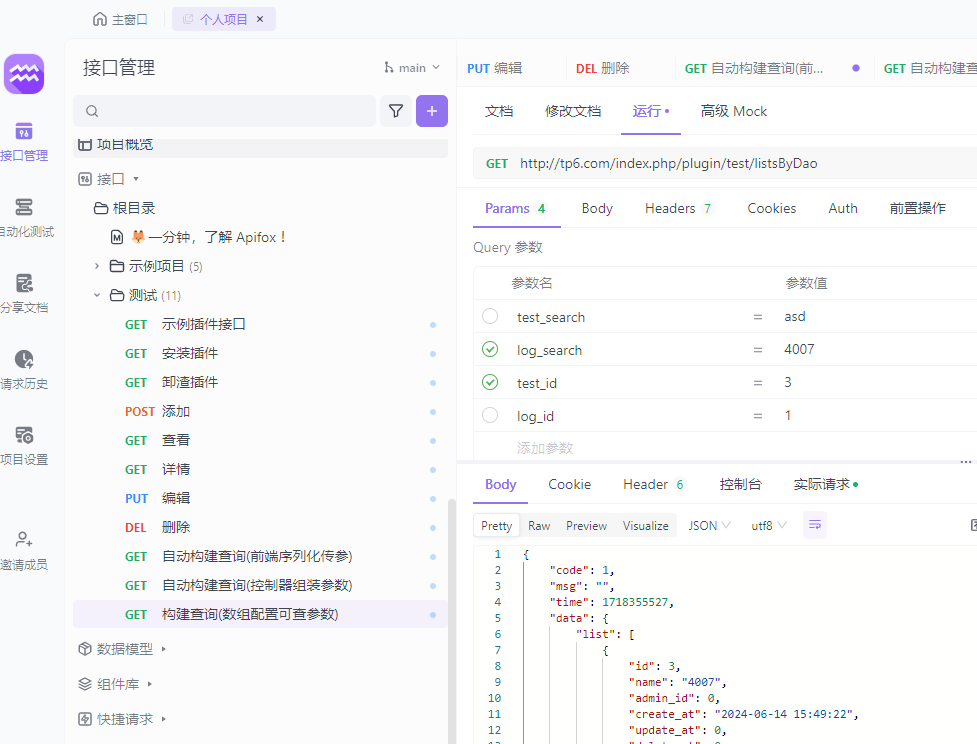 主窗口
个人项目 ×
接口管理
main
PUT 编辑
DEL 删除
GET 自动构建查询(前...
GET 自动构建查
文档
修改文档
运行
高级 Mock
接口管理
自动化测试
分享文档
请求历史
项目设置
邀请成员
项目概览
接口
根目录
一分钟，了解 Apifox！
示例项目 (5)
测试 (11)
GET 示例插件接口
GET 安装插件
GET 卸渣插件
POST 添加
GET 查看
GET 详情
PUT 编辑
DEL 删除
GET 自动构建查询(前端序列化传参)
GET 自动构建查询(控制器组装参数)
GET 构建查询(数组配置可查参数)
数据模型
组件库
快捷请求
GET http://tp6.com/index.php/plugin/test/listsByDao
Params 4
Body
Headers 7
Cookies
Auth
前置操作
Query 参数
参数名 参数值
test_search = asd
log_search = 4007
test_id = 3
log_id = 1
添加参数
Body
Cookie
Header 6
控制台
实际请求
Pretty
Raw
Preview
Visualize
JSON
utf8
1 {
2 "code": 1,
3 "msg": "",
4 "time": 1718355527,
5 "data": {
6 "list": [
7 {
8 "id": 3,
9 "name": "4007",
10 "admin_id": 0,
11 "create_at": "2024-06-14 15:49:22",
12 "update_at": 0,